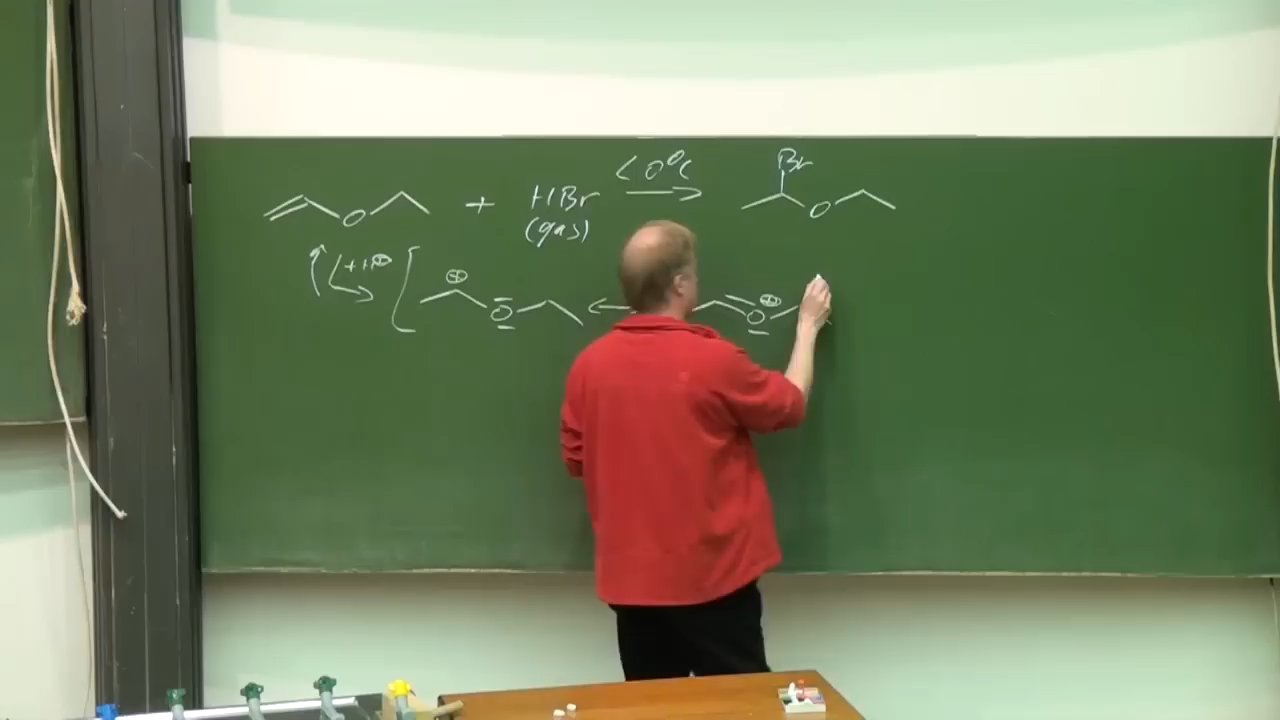 O + HBr < 0°C Br O
(gas)
+H⊕ [ ⊕ O ← O ⊕